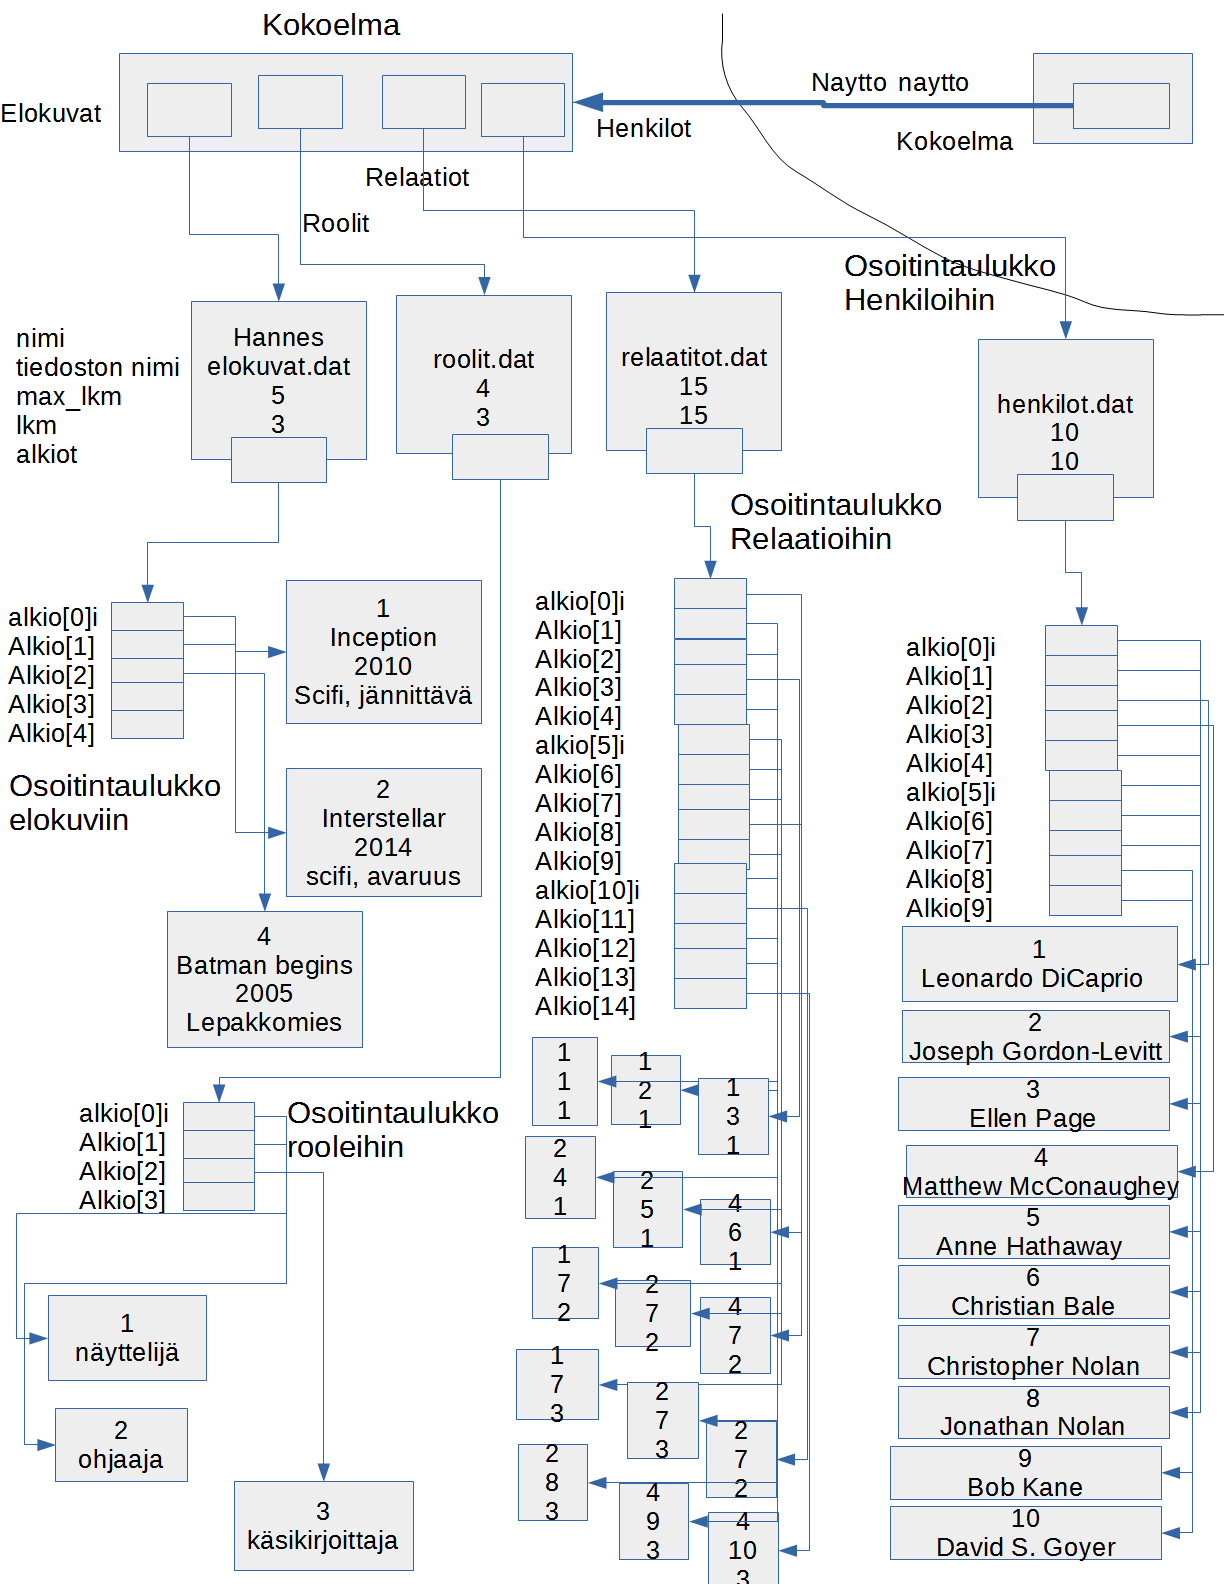 Kokoelma
Elokuvat
Henkilot
Naytto naytto
Kokoelma
Relaatiot
Roolit
Osoitintaulukko
Henkiloihin
nimi
tiedoston nimi
max_lkm
lkm
alkiot
Hannes
elokuvat.dat
5
3
roolit.dat
4
3
relaatitot.dat
15
15
henkilot.dat
10
10
Osoitintaulukko
Relaatioihin
alkio[0]i
Alkio[1]
Alkio[2]
Alkio[3]
Alkio[4]
1
Inception
2010
Scifi, jännittävä
Osoitintaulukko
elokuviin
2
Interstellar
2014
scifi, avaruus
4
Batman begins
2005
Lepakkomies
alkio[0]i
Alkio[1]
Alkio[2]
Alkio[3]
Osoitintaulukko
rooleihin
1
näyttelijä
2
ohjaaja
3
käsikirjoittaja
alkio[0]i
Alkio[1]
Alkio[2]
Alkio[3]
Alkio[4]
alkio[5]i
Alkio[6]
Alkio[7]
Alkio[8]
Alkio[9]
alkio[10]i
Alkio[11]
Alkio[12]
Alkio[13]
Alkio[14]
1
1
1
1
2
1
1
3
1
2
4
1
2
5
1
4
6
1
1
7
2
2
7
2
4
7
2
1
7
3
2
7
3
2
7
2
2
8
3
4
9
3
4
10
3
alkio[0]i
Alkio[1]
Alkio[2]
Alkio[3]
Alkio[4]
alkio[5]i
Alkio[6]
Alkio[7]
Alkio[8]
Alkio[9]
1
Leonardo DiCaprio
2
Joseph Gordon-Levitt
3
Ellen Page
4
Matthew McConaughey
5
Anne Hathaway
6
Christian Bale
7
Christopher Nolan
8
Jonathan Nolan
9
Bob Kane
10
David S. Goyer